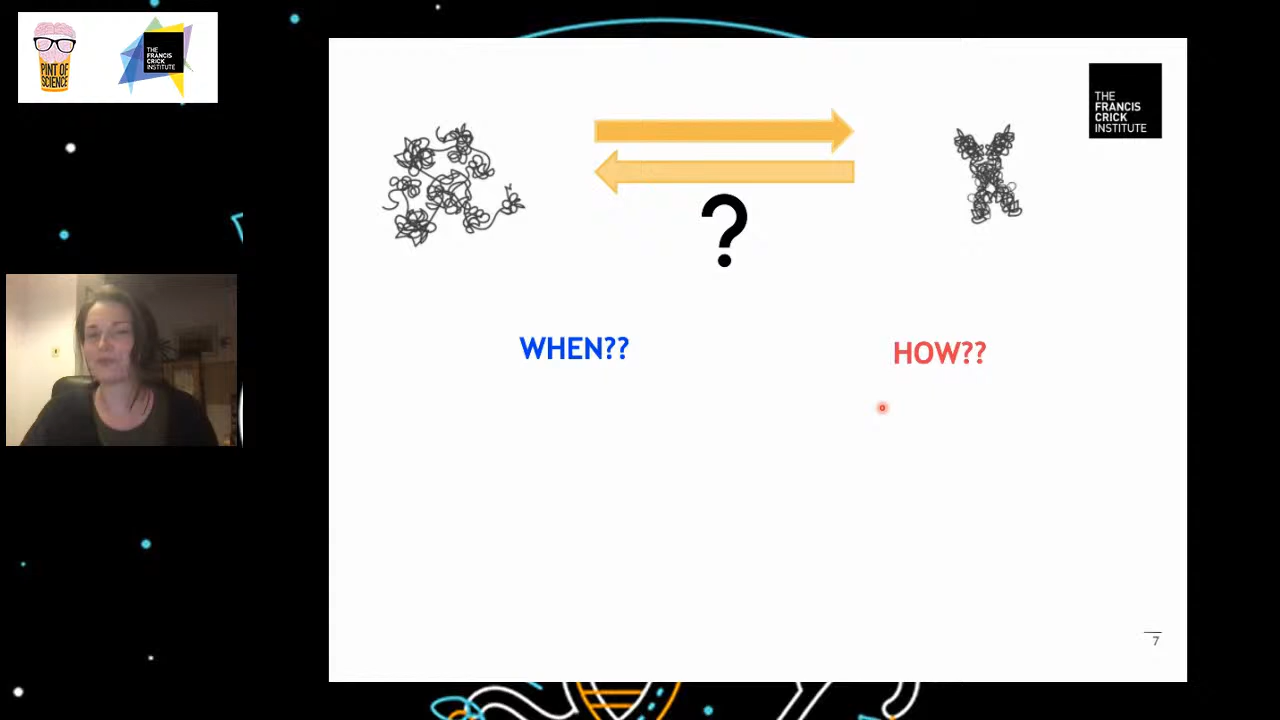 PINT OF
SCIENCE
THE
FRANCIS
CRICK
INSTITUTE
THE
FRANCIS
CRICK
INSTITUTE
?
WHEN??
HOW??
7